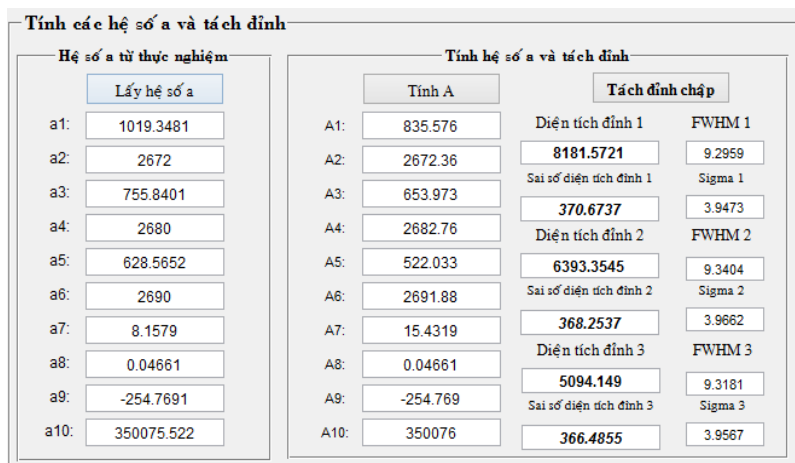 Tính các hệ số a và tách đỉnh
Hệ số a từ thực nghiệm
Lấy hệ số a
a1: 1019.3481
a2: 2672
a3: 755.8401
a4: 2680
a5: 628.5652
a6: 2690
a7: 8.1579
a8: 0.04661
a9: -254.7691
a10: 350075.522
Tính hệ số a và tách đỉnh
Tính A
A1: 835.576
A2: 2672.36
A3: 653.973
A4: 2682.76
A5: 522.033
A6: 2691.88
A7: 15.4319
A8: 0.04661
A9: -254.769
A10: 350076
Tách đỉnh chập
Diện tích đỉnh 1 FWHM 1
8181.5721 9.2959
Sai số diện tích đỉnh 1 Sigma 1
370.6737 3.9473
Diện tích đỉnh 2 FWHM 2
6393.3545 9.3404
Sai số diện tích đỉnh 2 Sigma 2
368.2537 3.9662
Diện tích đỉnh 3 FWHM 3
5094.149 9.3181
Sai số diện tích đỉnh 3 Sigma 3
366.4855 3.9567